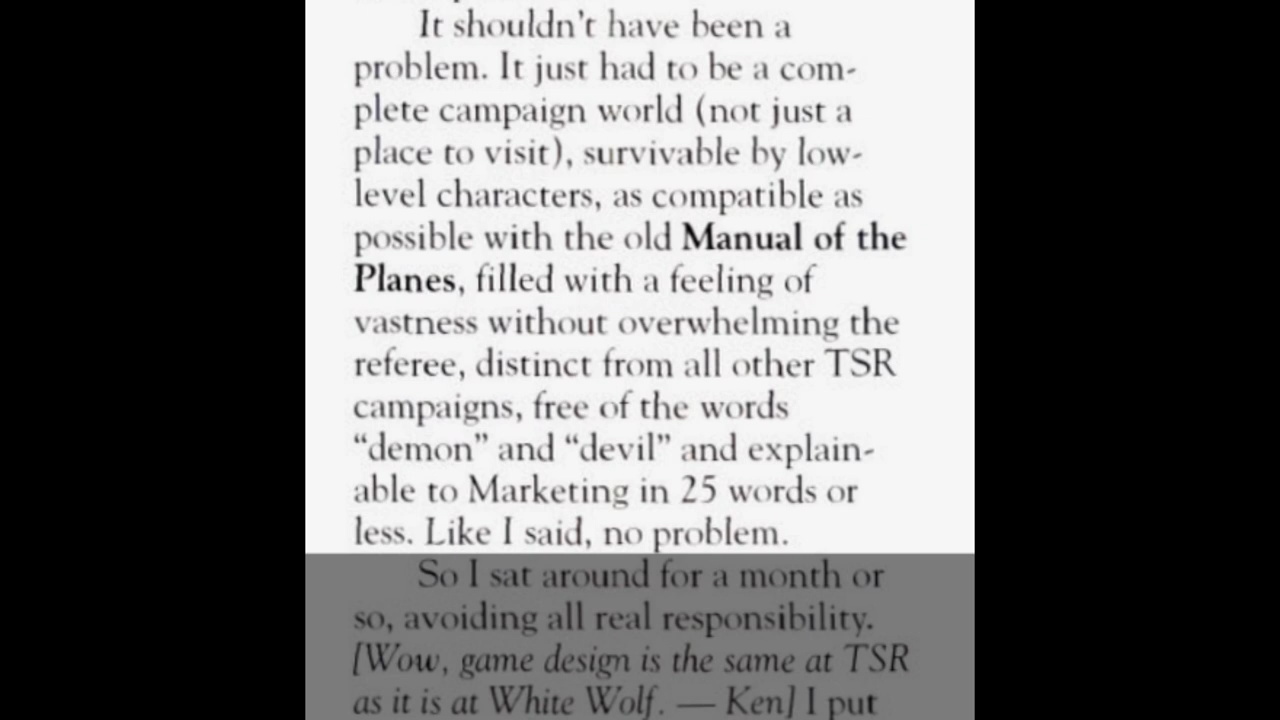 It shouldn't have been a
problem. It just had to be a com-
plete campaign world (not just a
place to visit), survivable by low-
level characters, as compatible as
possible with the old Manual of the
Planes, filled with a feeling of
vastness without overwhelming the
referee, distinct from all other TSR
campaigns, free of the words
“demon” and “devil” and explain-
able to Marketing in 25 words or
less. Like I said, no problem.
So I sat around for a month or
so, avoiding all real responsibility.
[Wow, game design is the same at TSR
as it is at White Wolf. — Ken] I put